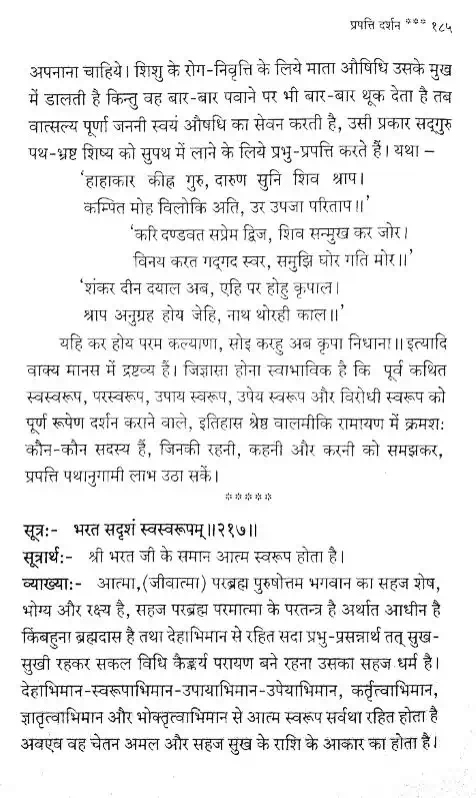 प्रपत्ति दर्शन *** १८५
अपनाना चाहिये। शिशु के रोग-निवृत्ति के लिये माता औषिधि उसके मुख
में डालती है किन्तु वह बार-बार पवाने पर भी बार-बार थूक देता है तब
वात्सल्य पूर्णा जननी स्वयं औषधि का सेवन करती है, उसी प्रकार सद्गुरु
पथ-भ्रष्ट शिष्य को सुपथ में लाने के लिये प्रभु-प्रपत्ति करते हैं। यथा –
‘हाहाकार कीह्न गुरु, दारुण सुनि शिव श्राप।
कम्पित मोह विलोकि अति, उर उपजा परिताप॥’
‘करि दण्डवत सप्रेम द्विज, शिव सन्मुख कर जोर।
विनय करत गद्गद स्वर, समुझि घोर गति मोर॥’
‘शंकर दीन दयाल अब, एहि पर होहु कृपाल।
श्राप अनुग्रह होय जेहि, नाथ थोरही काल॥’
यहि कर होय परम कल्याणा, सोइ करहु अब कृपा निधाना॥ इत्यादि
वाक्य मानस में द्रष्टव्य हैं। जिज्ञासा होना स्वाभाविक है कि पूर्व कथित
स्वस्वरूप, परस्वरूप, उपाय स्वरूप, उपेय स्वरूप और विरोधी स्वरूप को
पूर्ण रूपेण दर्शन कराने वाले, इतिहास श्रेष्ठ वालमीकि रामायण में क्रमशः
कौन-कौन सदस्य हैं, जिनकी रहनी, कहनी और करनी को समझकर,
प्रपत्ति पथानुगामी लाभ उठा सकें।
*****
सूत्र:- भरत सदृशं स्वस्वरूपम्॥२१७॥
सूत्रार्थ:- श्री भरत जी के समान आत्म स्वरूप होता है।
व्याख्या:- आत्मा,(जीवात्मा) परब्रह्म पुरुषोत्तम भगवान का सहज शेष,
भोग्य और रक्ष्य है, सहज परब्रह्म परमात्मा के परतन्त्र है अर्थात आधीन है
किंबहुना ब्रह्मदास है तथा देहाभिमान से रहित सदा प्रभु-प्रसन्नार्थ तत् सुख-
सुखी रहकर सकल विधि कैङ्कर्य परायण बने रहना उसका सहज धर्म है।
देहाभिमान-स्वरूपाभिमान-उपायाभिमान-उपेयाभिमान, कर्तृत्वाभिमान,
ज्ञातृत्वाभिमान और भोक्तृत्वाभिमान से आत्म स्वरूप सर्वथा रहित होता है
अवएव वह चेतन अमल और सहज सुख के राशि के आकार का होता है।